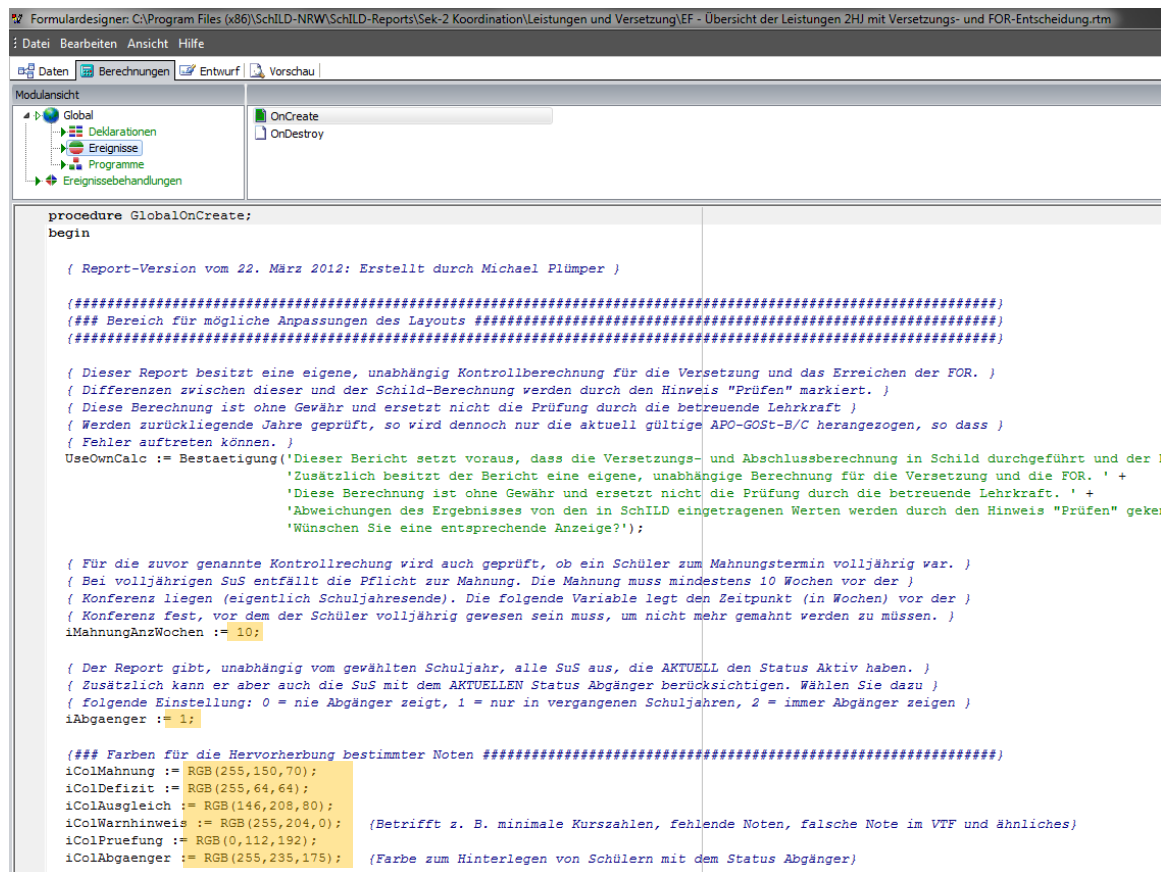 Formulardesigner: C:\Program Files (x86)\SchILD-NRW\SchILD-Reports\Sek-2 Koordination\Leistungen und Versetzung\EF - Übersicht der Leistungen 2HJ mit Versetzungs- und FOR-Entscheidung.rtm
Datei Bearbeiten Ansicht Hilfe
Daten Berechnungen Entwurf Vorschau
Modulansicht
Global
Deklarationen
Ereignisse
Programme
Ereignissebehandlungen
OnCreate
OnDestroy
procedure GlobalOnCreate;
begin
{ Report-Version vom 22. März 2012: Erstellt durch Michael Plümper }
{#################################################################################################################}
{### Bereich für mögliche Anpassungen des Layouts ################################################################}
{#################################################################################################################}
{ Dieser Report besitzt eine eigene, unabhängig Kontrollberechnung für die Versetzung und das Erreichen der FOR. }
{ Differenzen zwischen dieser und der Schild-Berechnung werden durch den Hinweis "Prüfen" markiert. }
{ Diese Berechnung ist ohne Gewähr und ersetzt nicht die Prüfung durch die betreuende Lehrkraft }
{ Werden zurückliegende Jahre geprüft, so wird dennoch nur die aktuell gültige APO-GOSt-B/C herangezogen, so dass }
{ Fehler auftreten können. }
UseOwnCalc := Bestaetigung('Dieser Bericht setzt voraus, dass die Versetzungs- und Abschlussberechnung in Schild durchgeführt und der
'Zusätzlich besitzt der Bericht eine eigene, unabhängige Berechnung für die Versetzung und die FOR. ' +
'Diese Berechnung ist ohne Gewähr und ersetzt nicht die Prüfung durch die betreuende Lehrkraft. ' +
'Abweichungen des Ergebnisses von den in SchILD eingetragenen Werten werden durch den Hinweis "Prüfen" geke
'Wünschen Sie eine entsprechende Anzeige?');
{ Für die zuvor genannte Kontrollrechung wird auch geprüft, ob ein Schüler zum Mahnungstermin volljährig war. }
{ Bei volljährigen SuS entfällt die Pflicht zur Mahnung. Die Mahnung muss mindestens 10 Wochen vor der }
{ Konferenz liegen (eigentlich Schuljahresende). Die folgende Variable legt den Zeitpunkt (in Wochen) vor der }
{ Konferenz fest, vor dem der Schüler volljährig gewesen sein muss, um nicht mehr gemahnt werden zu müssen. }
iMahnungAnzWochen := 10;
{ Der Report gibt, unabhängig vom gewählten Schuljahr, alle SuS aus, die AKTUELL den Status Aktiv haben. }
{ Zusätzlich kann er aber auch die SuS mit dem AKTUELLEN Status Abgänger berücksichtigen. Wählen Sie dazu }
{ folgende Einstellung: 0 = nie Abgänger zeigt, 1 = nur in vergangenen Schuljahren, 2 = immer Abgänger zeigen }
iAbgaenger := 1;
{### Farben für die Hervorherbung bestimmter Noten ###############################################################}
iColMahnung := RGB(255,150,70);
iColDefizit := RGB(255,64,64);
iColAusgleich := RGB(146,208,80);
iColWarnhinweis := RGB(255,204,0); {Betrifft z. B. minimale Kurszahlen, fehlende Noten, falsche Note im VTF und ähnliches}
iColPruefung := RGB(0,112,192);
iColAbgaenger := RGB(255,235,175); {Farbe zum Hinterlegen von Schülern mit dem Status Abgänger}